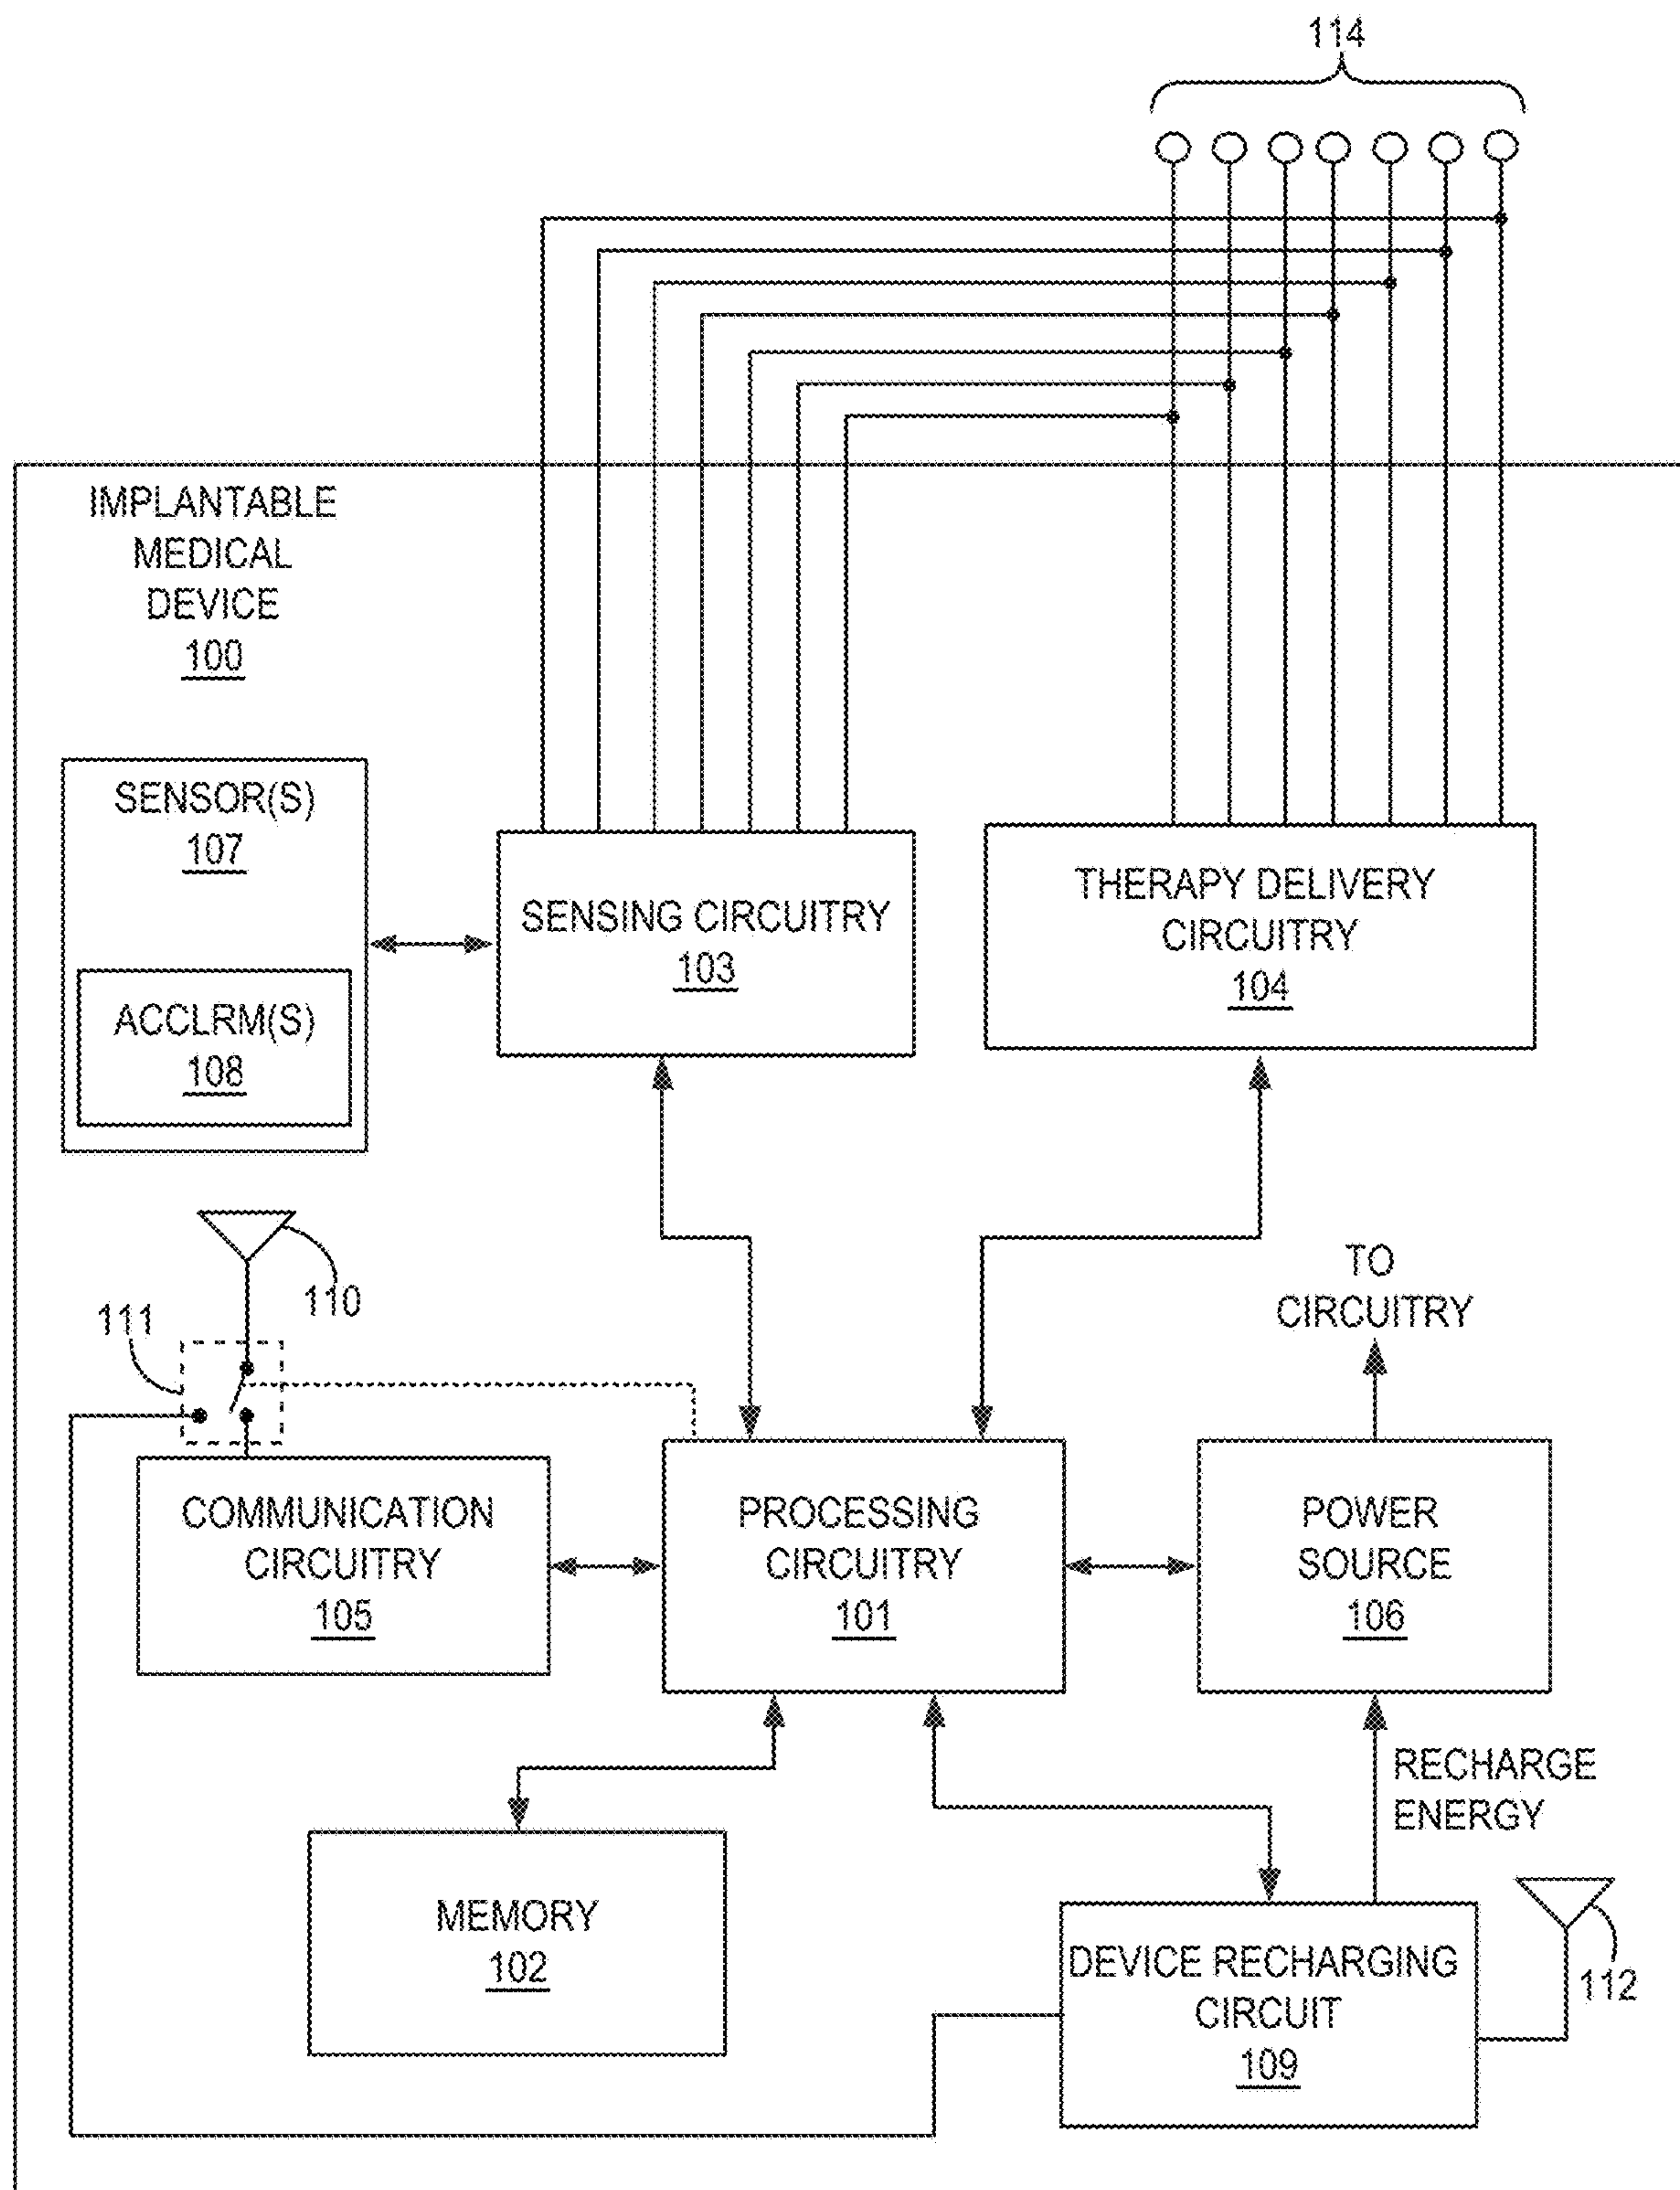 114
IMPLANTABLE
MEDICAL
DEVICE
100
SENSOR(S)
107
ACCLRM(S)
108
SENSING CIRCUITRY
103
THERAPY DELIVERY
CIRCUITRY
104
110
111
TO
CIRCUITRY
COMMUNICATION
CIRCUITRY
105
PROCESSING
CIRCUITRY
101
POWER
SOURCE
106
RECHARGE
ENERGY
MEMORY
102
DEVICE RECHARGING
CIRCUIT
109
112